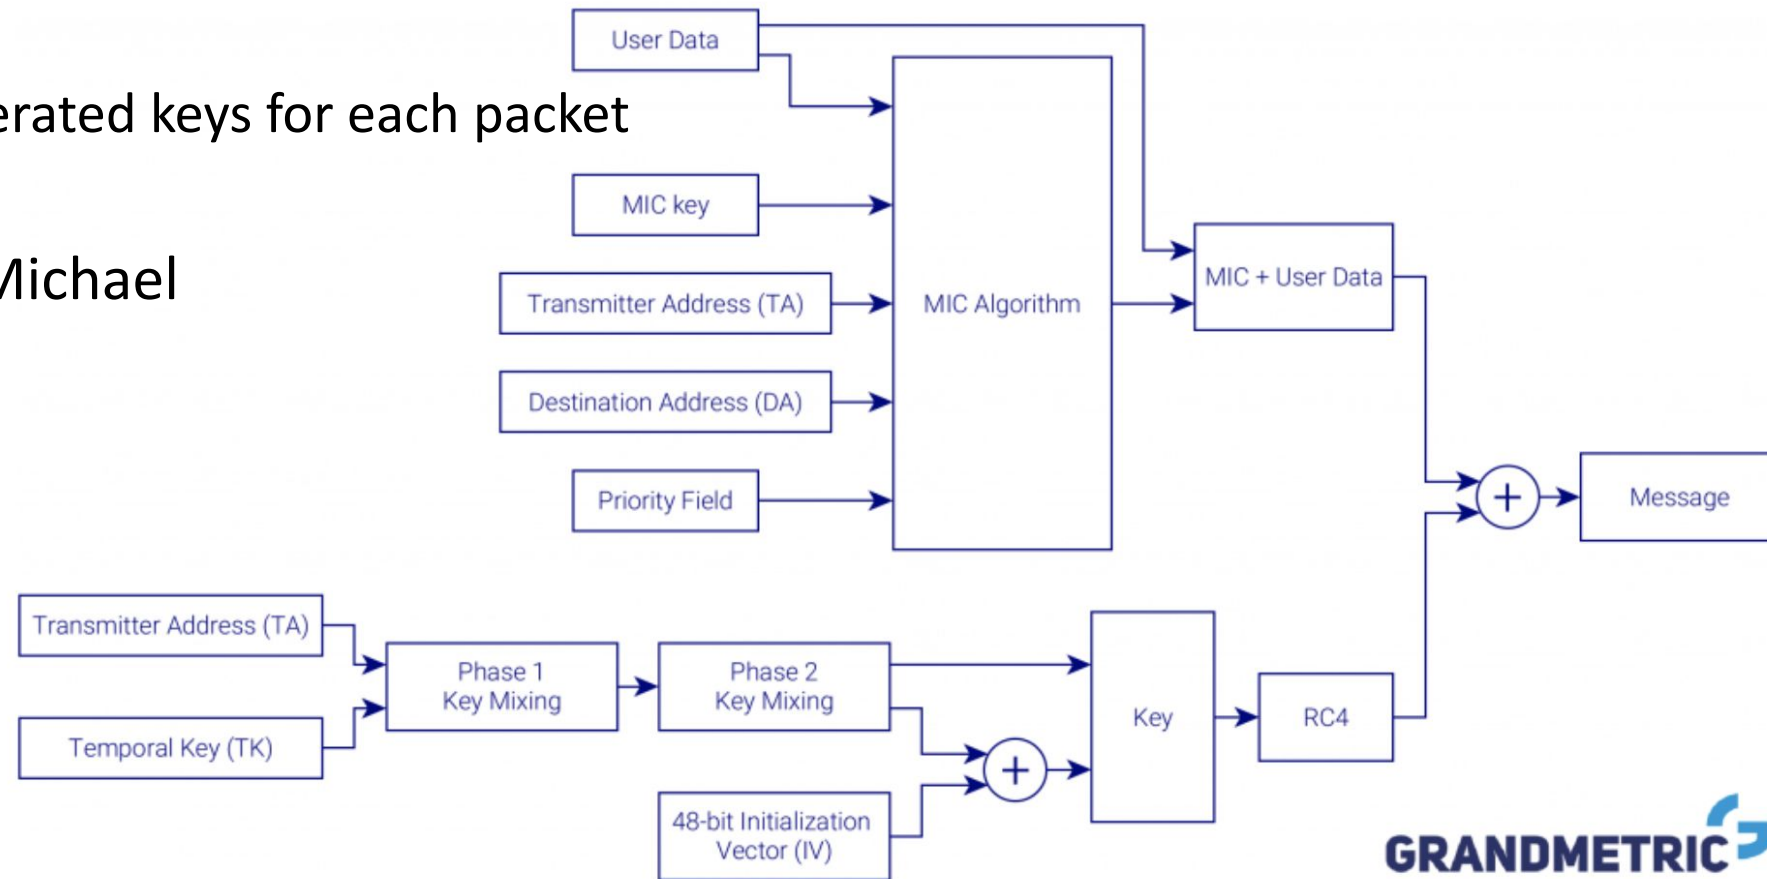 User Data
erated keys for each packet
MIC key
Michael
MIC + User Data
Transmitter Address (TA)
MIC Algorithm
Destination Address (DA)
Priority Field
Message
Transmitter Address (TA)
Phase 1
Key Mixing
Phase 2
Key Mixing
Key
RC4
Temporal Key (TK)
48-bit Initialization
Vector (IV)
GRANDMETRIC